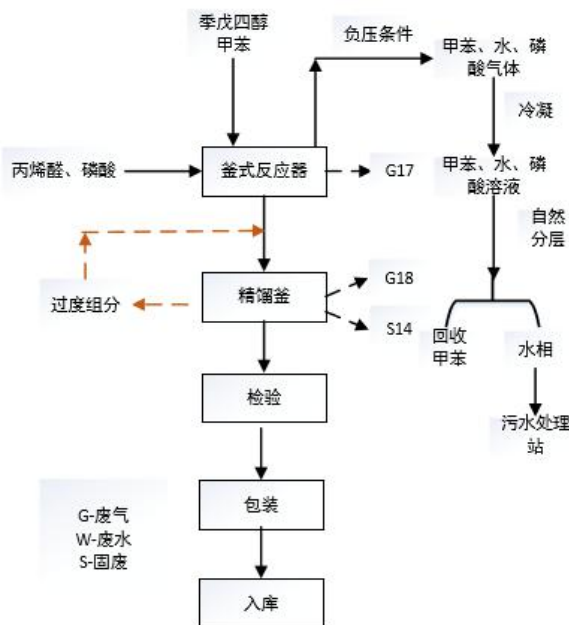 季戊四醇
甲苯
负压条件
甲苯、水、磷
酸气体
冷凝
丙烯醛、磷酸
釜式反应器
G17
甲苯、水、磷
酸溶液
自然
分层
过度组分
精馏釜
G18
S14
回收
甲苯
水相
检验
污水处理
站
包装
G-废气
W-废水
S-固废
入库